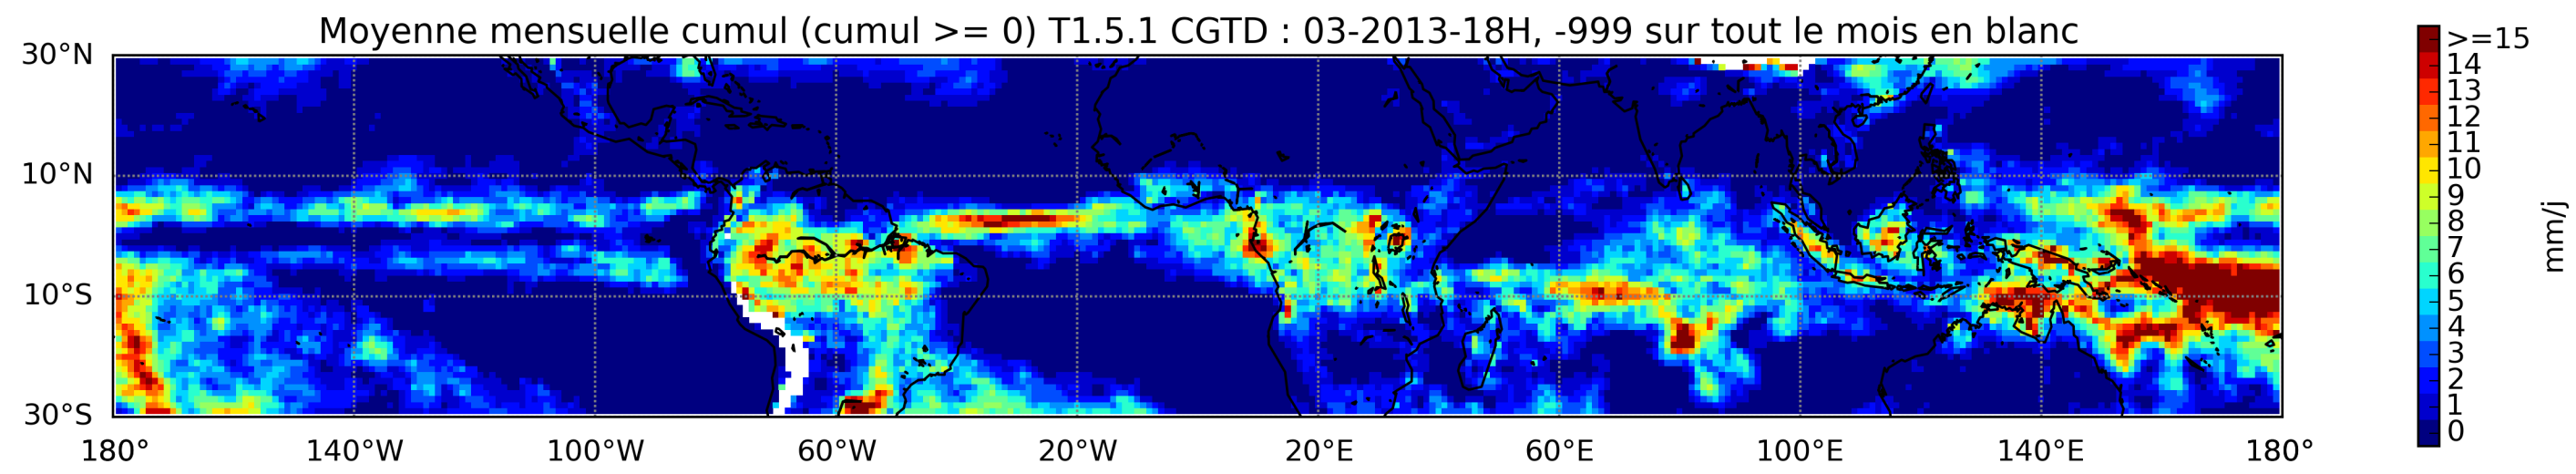 Moyenne mensuelle cumul (cumul >= 0) T1.5.1 CGTD : 03-2013-18H, -999 sur tout le mois en blanc
30°N
10°N
10°S
30°S
180° 140°W 100°W 60°W 20°W 20°E 60°E 100°E 140°E 180°
>=15
14
13
12
11
10
9
8
7
6
5
4
3
2
1
0
mm/j